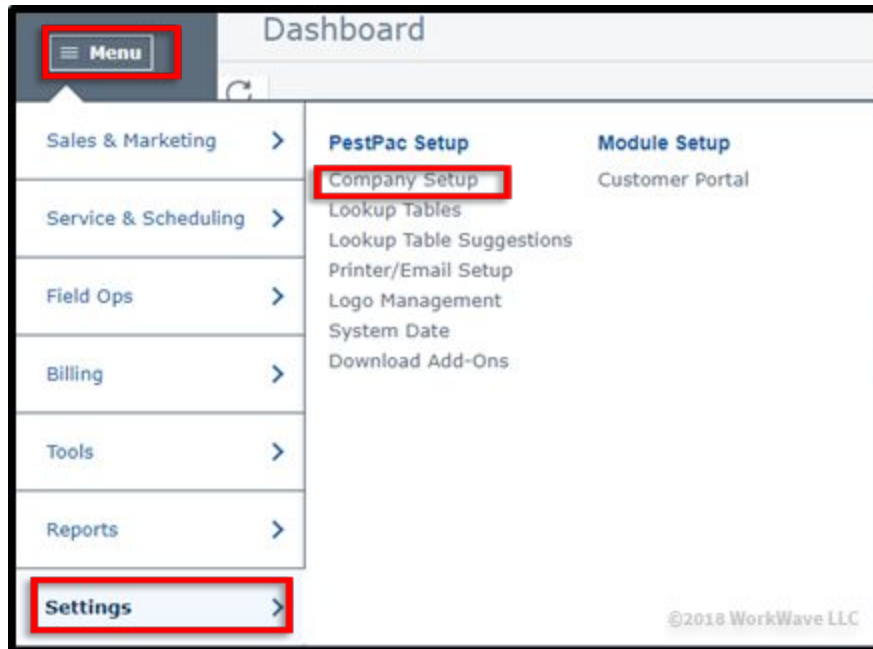 Dashboard
≡ Menu
Sales & Marketing
Service & Scheduling
Field Ops
Billing
Tools
Reports
Settings
PestPac Setup
Company Setup
Lookup Tables
Lookup Table Suggestions
Printer/Email Setup
Logo Management
System Date
Download Add-Ons
Module Setup
Customer Portal
©2018 WorkWave LLC